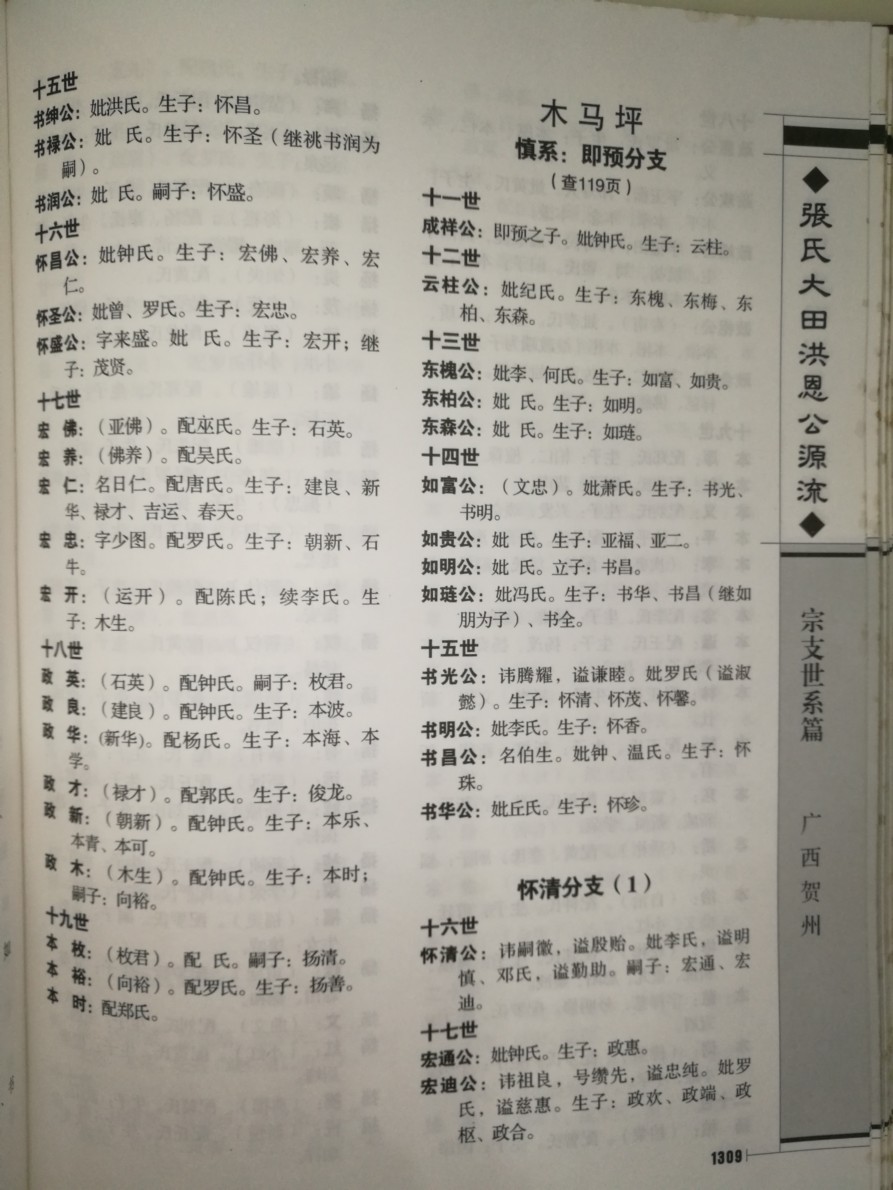 十五世
书绅公：妣洪氏。生子：怀昌。
书禄公：妣　氏。生子：怀圣（继祧书润为
嗣）。
书润公：妣　氏。嗣子：怀盛。
十六世
怀昌公：妣钟氏。生子：宏佛、宏养、宏
仁。
怀圣公：妣曾、罗氏。生子：宏忠。
怀盛公：字来盛。妣　氏。生子：宏开；继
子：茂贤。
十七世
宏　佛：（亚佛）。配巫氏。生子：石英。
宏　养：（佛养）。配吴氏。
宏　仁：名日仁。配唐氏。生子：建良、新
华、禄才、吉运、春天。
宏　忠：字少图。配罗氏。生子：朝新、石
牛。
宏　开：（运开）。配陈氏；续李氏。生
子：木生。
十八世
政　英：（石英）。配钟氏。嗣子：枚君。
政　良：（建良）。配钟氏。生子：本波。
政　华：（新华）。配杨氏。生子：本海、本
学。
政　才：（禄才）。配郭氏。生子：俊龙。
政　新：（朝新）。配钟氏。生子：本乐、
本青、本可。
政　木：（木生）。配钟氏。生子：本时；
嗣子：向裕。
十九世
本　枚：（枚君）。配　氏。嗣子：扬清。
本　裕：（向裕）。配罗氏。生子：扬善。
本　时：配郑氏。
木马坪
慎系：即预分支
（查119页）
十一世
成祥公：即预之子。妣钟氏。生子：云柱。
十二世
云柱公：妣纪氏。生子：东槐、东梅、东
柏、东森。
十三世
东槐公：妣李、何氏。生子：如富、如贵。
东柏公：妣　氏。生子：如明。
东森公：妣　氏。生子：如琏。
十四世
如富公：（文忠）。妣萧氏。生子：书光、
书明。
如贵公：妣　氏。生子：亚福、亚二。
如明公：妣　氏。立子：书昌。
如琏公：妣冯氏。生子：书华、书昌（继如
朋为子）、书全。
十五世
书光公：讳腾耀，谥谦睦。妣罗氏（谥淑
懿）。生子：怀清、怀茂、怀馨。
书明公：妣李氏。生子：怀香。
书昌公：名伯生。妣钟、温氏。生子：怀
珠。
书华公：妣丘氏。生子：怀珍。
怀清分支（1）
十六世
怀清公：讳嗣徽，谥殷贻。妣李氏，谥明
慎、邓氏，谥勤助。嗣子：宏通、宏
迪。
十七世
宏通公：妣钟氏。生子：政惠。
宏迪公：讳祖良，号缵先，谥忠纯。妣罗
氏，谥慈惠。生子：政欢、政端、政
枢、政合。
◆張氏大田洪恩公源流◆
宗支世系篇
广西贺州
1309